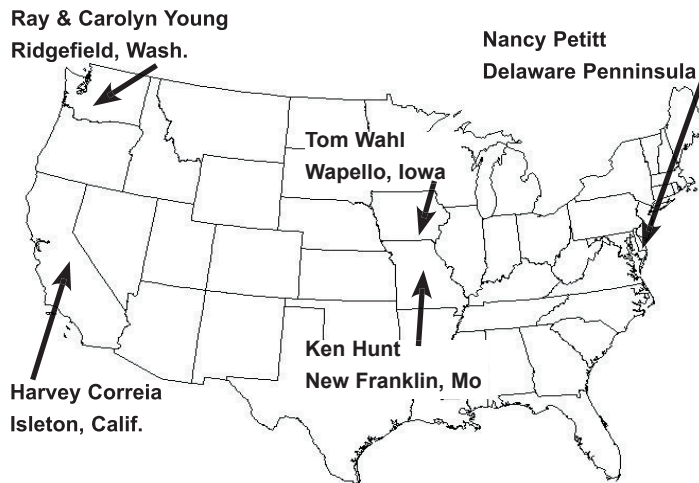 Ray & Carolyn Young
Ridgefield, Wash.
Nancy Petitt
Delaware Penninsula
Tom Wahl
Wapello, Iowa
Ken Hunt
New Franklin, Mo
Harvey Correia
Isleton, Calif.